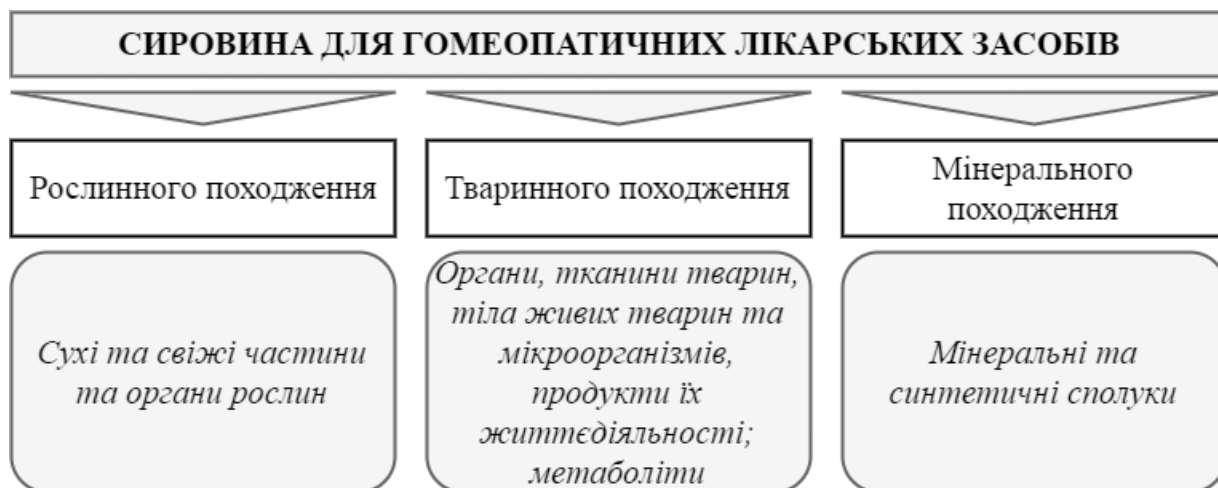 СИРОВИНА ДЛЯ ГОМЕОПАТИЧНИХ ЛІКАРСЬКИХ ЗАСОБІВ
Рослинного походження
Тваринного походження
Мінерального
походження
Сухі та свіжі частини
та органи рослин
Органи, тканини тварин,
тіла живих тварин та
мікроорганізмів,
продукти їх
життєдіяльності;
метаболіти
Мінеральні та
синтетичні сполуки